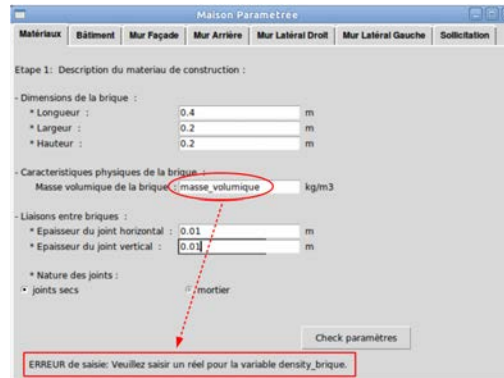 Maison Parametree
Matériaux Bâtiment Mur Façade Mur Arrière Mur Latéral Droit Mur Latéral Gauche Sollicitation
Etape 1: Description du materiau de construction :
- Dimensions de la brique :
* Longueur : 0.4 m
* Largeur : 0.2 m
* Hauteur : 0.2 m
- Caracteristiques physiques de la brique :
Masse volumique de la brique : masse_volumique kg/m3
- Liaisons entre briques :
* Epaisseur du joint horizontal : 0.01 m
* Epaisseur du joint vertical : 0.01 m
* Nature des joints :
joints secs mortier
Check paramètres
ERREUR de saisie: Veuillez saisir un réel pour la variable density_brique.